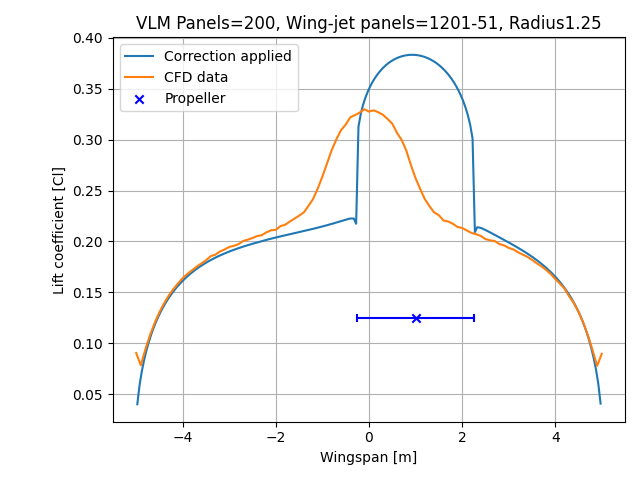 VLM Panels=200, Wing-jet panels=1201-51, Radius1.25
Correction applied
CFD data
Propeller
Lift coefficient [Cl]
0.40
0.35
0.30
0.25
0.20
0.15
0.10
0.05
−4
−2
0
2
4
Wingspan [m]